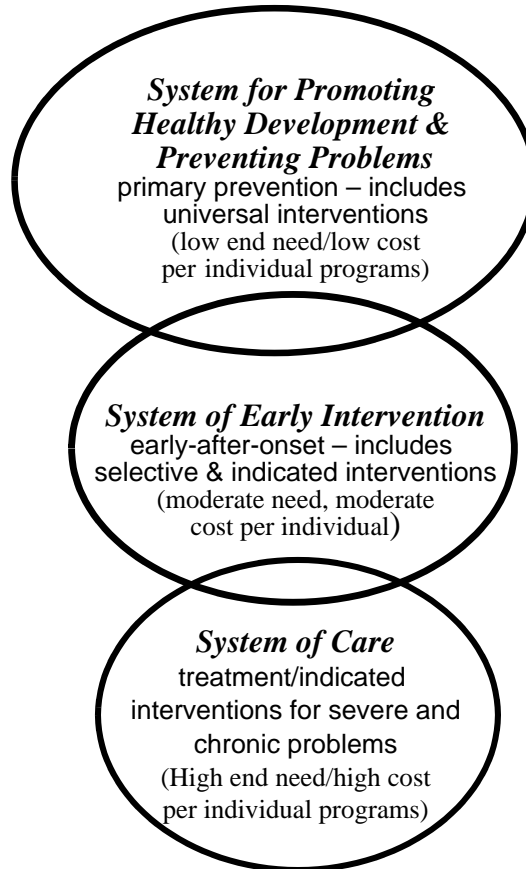 System for Promoting
Healthy Development &
Preventing Problems
primary prevention – includes
universal interventions
(low end need/low cost
per individual programs)
System of Early Intervention
early-after-onset – includes
selective & indicated interventions
(moderate need, moderate
cost per individual)
System of Care
treatment/indicated
interventions for severe and
chronic problems
(High end need/high cost
per individual programs)